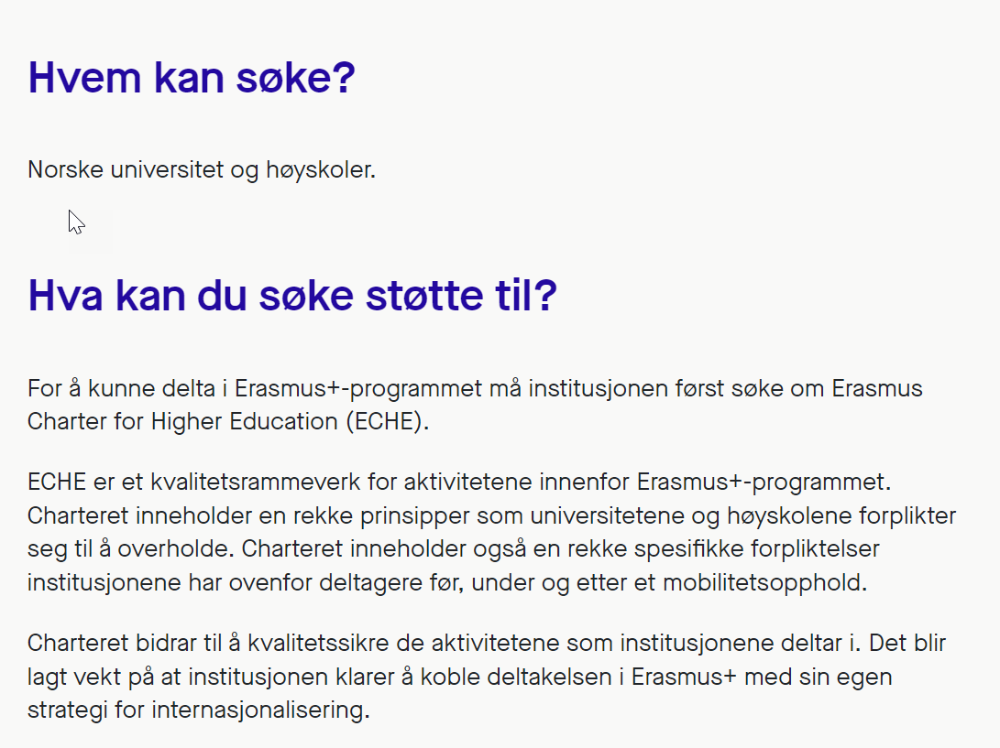 Hvem kan søke?
Norske universitet og høyskoler.
Hva kan du søke støtte til?
For å kunne delta i Erasmus+-programmet må institusjonen først søke om Erasmus
Charter for Higher Education (ECHE).
ECHE er et kvalitetsrammeverk for aktivitetene innenfor Erasmus+-programmet.
Charteret inneholder en rekke prinsipper som universitetene og høyskolene forplikter
seg til å overholde. Charteret inneholder også en rekke spesifikke forpliktelser
institusjonene har ovenfor deltagere før, under og etter et mobilitetsopphold.
Charteret bidrar til å kvalitetssikre de aktivitetene som institusjonene deltar i. Det blir
lagt vekt på at institusjonen klarer å koble deltakelsen i Erasmus+ med sin egen
strategi for internasjonalisering.